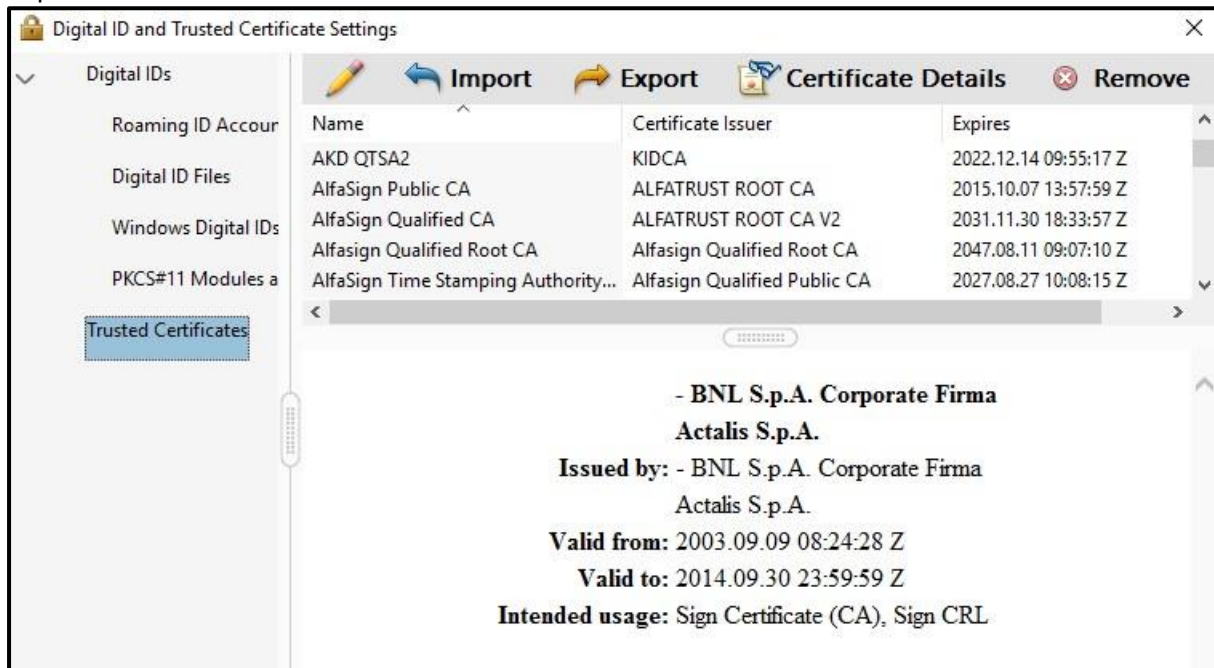 Digital ID and Trusted Certificate Settings
Digital IDs
Roaming ID Accour
Digital ID Files
Windows Digital IDs
PKCS#11 Modules a
Trusted Certificates
Import Export Certificate Details Remove
Name Certificate Issuer Expires
AKD QTSA2 KIDCA 2022.12.14 09:55:17 Z
AlfaSign Public CA ALFATRUST ROOT CA 2015.10.07 13:57:59 Z
AlfaSign Qualified CA ALFATRUST ROOT CA V2 2031.11.30 18:33:57 Z
Alfasign Qualified Root CA Alfasign Qualified Root CA 2047.08.11 09:07:10 Z
AlfaSign Time Stamping Authority... Alfasign Qualified Public CA 2027.08.27 10:08:15 Z
- BNL S.p.A. Corporate Firma
Actalis S.p.A.
Issued by: - BNL S.p.A. Corporate Firma
Actalis S.p.A.
Valid from: 2003.09.09 08:24:28 Z
Valid to: 2014.09.30 23:59:59 Z
Intended usage: Sign Certificate (CA), Sign CRL